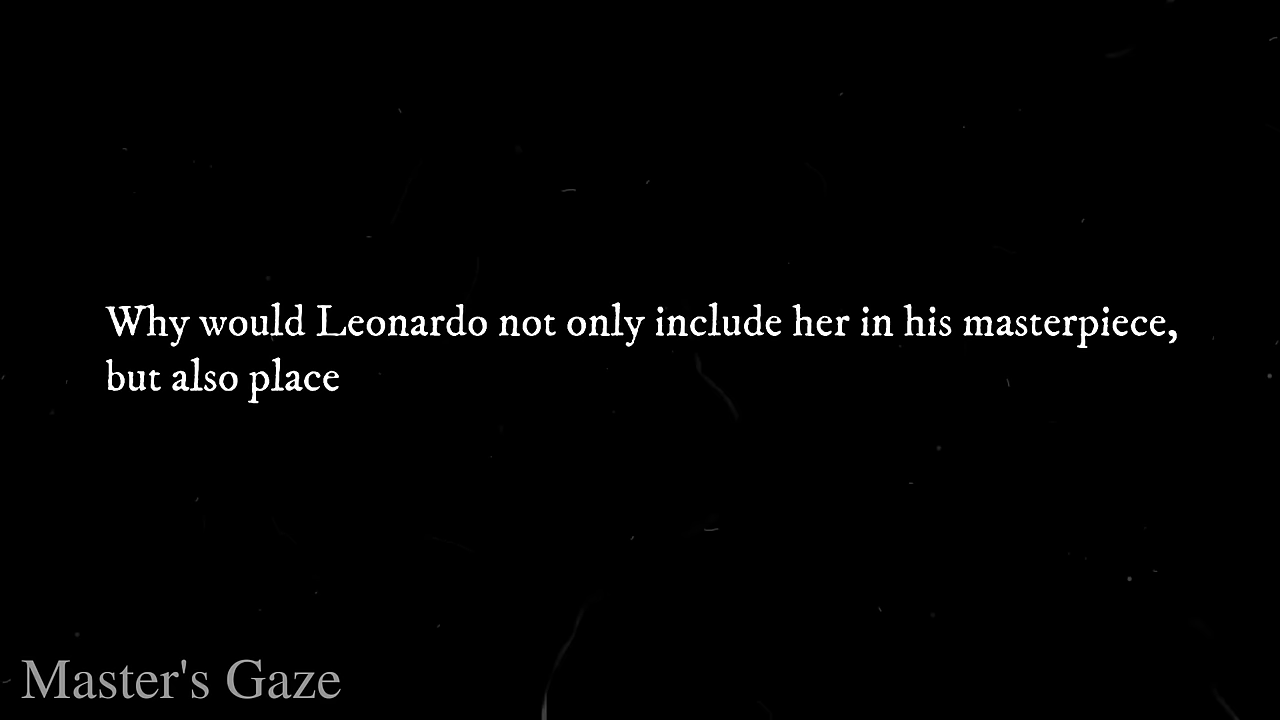 Why would Leonardo not only include her in his masterpiece,
but also place
Master's Gaze